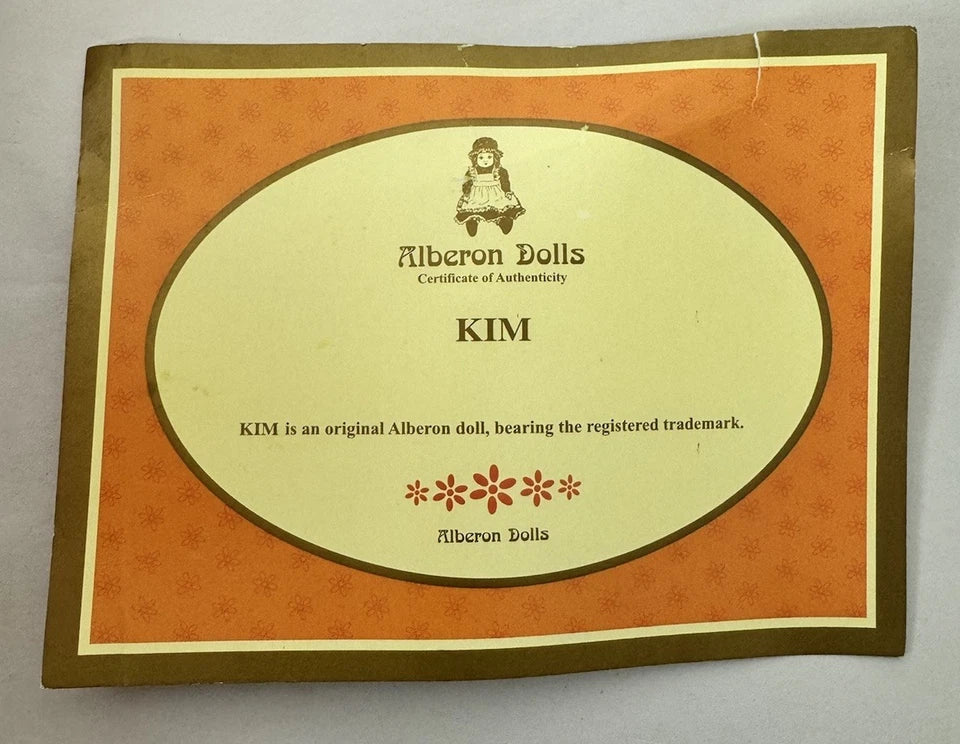 Alberon Dolls
Certificate of Authenticity
KIM
KIM is an original Alberon doll, bearing the registered trademark.
Alberon Dolls